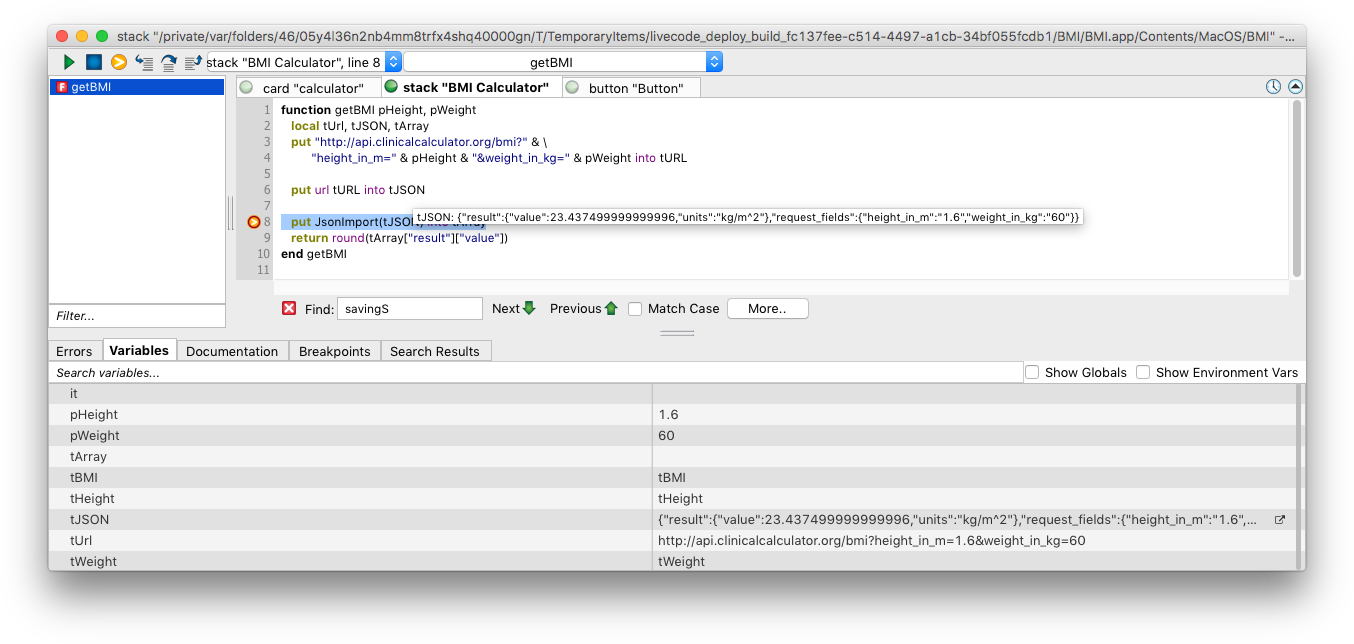 stack "/private/var/folders/46/05y4l36n2nb4mm8trfx4shq40000gn/T/TemporaryItems/livecode_deploy_build_fc137fee-c514-4497-a1cb-34bf055fcdb1/BMI/BMI.app/Contents/MacOS/BMI" -...
stack "BMI Calculator", line 8 getBMI
F getBMI
card "calculator" stack "BMI Calculator" button "Button"
1 function getBMI pHeight, pWeight
2 local tUrl, tJSON, tArray
3 put "http://api.clinicalcalculator.org/bmi?" & \
4 "height_in_m=" & pHeight & "&weight_in_kg=" & pWeight into tURL
5
6 put url tURL into tJSON
7
8 put JsonImport(tJSON) into tArray
tJSON: {"result":{"value":23.437499999999996,"units":"kg/m^2"},"request_fields":{"height_in_m":"1.6","weight_in_kg":"60"}}
9 return round(tArray["result"]["value"])
10 end getBMI
11
Filter...
Find: savingS Next Previous Match Case More..
Errors Variables Documentation Breakpoints Search Results
Search variables... Show Globals Show Environment Vars
it
pHeight 1.6
pWeight 60
tArray
tBMI tBMI
tHeight tHeight
tJSON {"result":{"value":23.437499999999996,"units":"kg/m^2"},"request_fields":{"height_in_m":"1.6",...
tUrl http://api.clinicalcalculator.org/bmi?height_in_m=1.6&weight_in_kg=60
tWeight tWeight